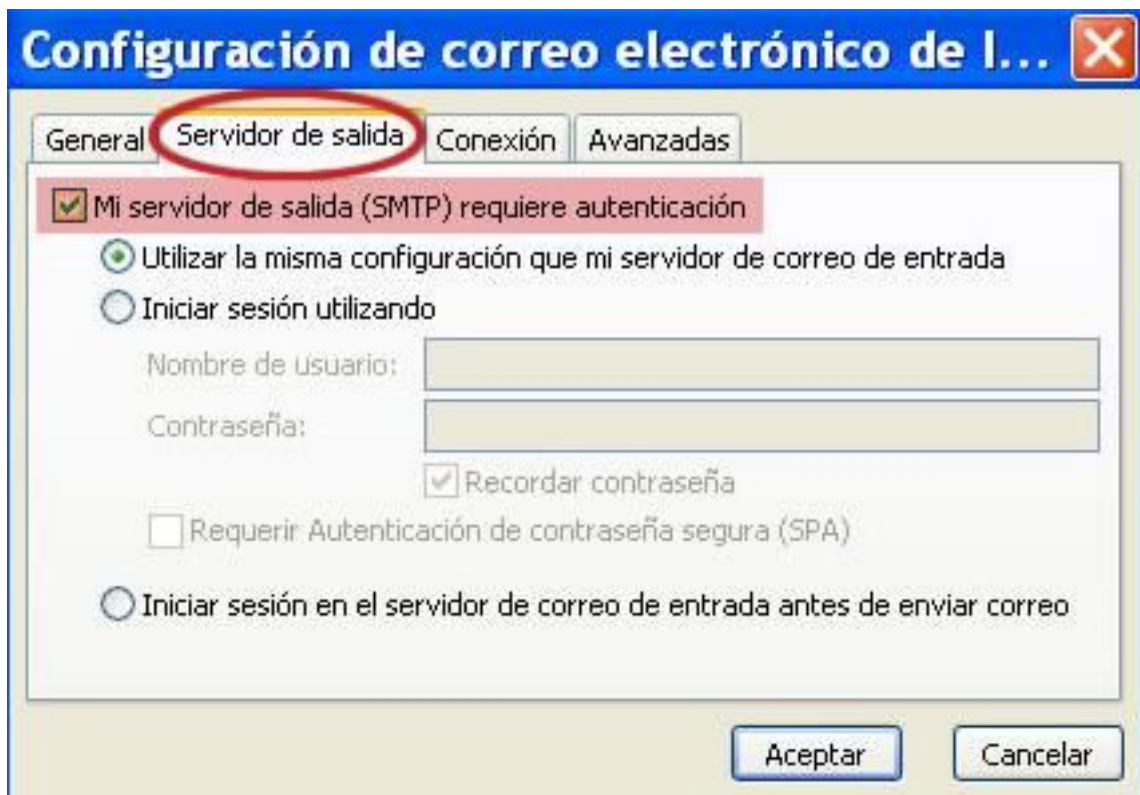 Configuración de correo electrónico de I...
General Servidor de salida Conexión Avanzadas
Mi servidor de salida (SMTP) requiere autenticación
Utilizar la misma configuración que mi servidor de correo de entrada
Iniciar sesión utilizando
Nombre de usuario:
Contraseña:
Recordar contraseña
Requerir Autenticación de contraseña segura (SPA)
Iniciar sesión en el servidor de correo de entrada antes de enviar correo
Aceptar Cancelar